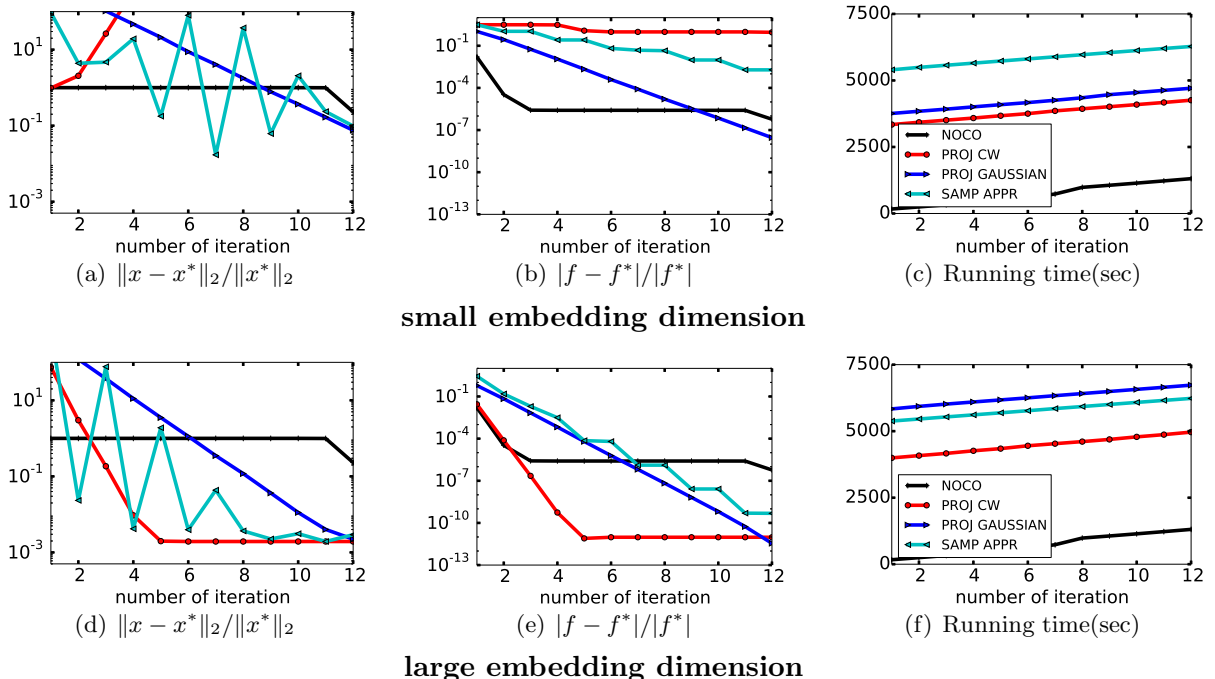 10¹
10⁻¹
10⁻³
2 4 6 8 10 12
number of iteration
(a) ‖x − x*‖₂/‖x*‖₂
10⁻¹
10⁻⁴
10⁻⁷
10⁻¹⁰
10⁻¹³
2 4 6 8 10 12
number of iteration
(b) |f − f*|/|f*|
7500
5000
2500
0
NOCO
PROJ CW
PROJ GAUSSIAN
SAMP APPR
2 4 6 8 10 12
number of iteration
(c) Running time(sec)
small embedding dimension
10¹
10⁻¹
10⁻³
2 4 6 8 10 12
number of iteration
(d) ‖x − x*‖₂/‖x*‖₂
10⁻¹
10⁻⁴
10⁻⁷
10⁻¹⁰
10⁻¹³
2 4 6 8 10 12
number of iteration
(e) |f − f*|/|f*|
7500
5000
2500
0
NOCO
PROJ CW
PROJ GAUSSIAN
SAMP APPR
2 4 6 8 10 12
number of iteration
(f) Running time(sec)
large embedding dimension